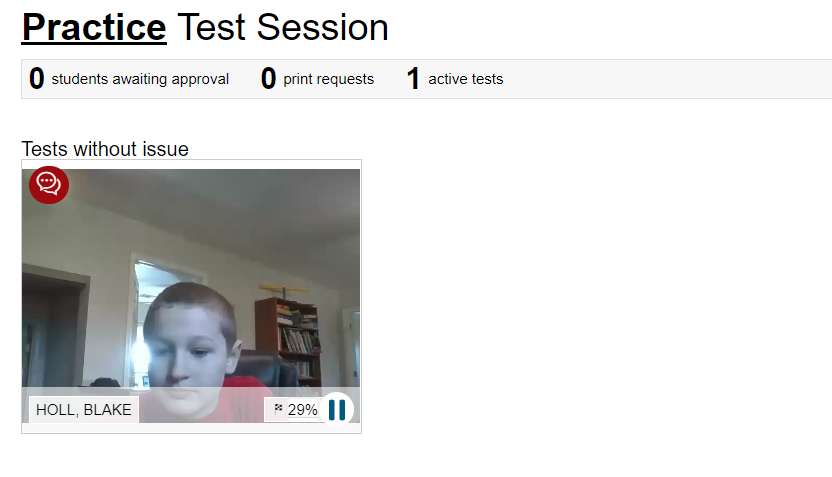 Practice Test Session
0 students awaiting approval 0 print requests 1 active tests
Tests without issue
HOLL, BLAKE 29%